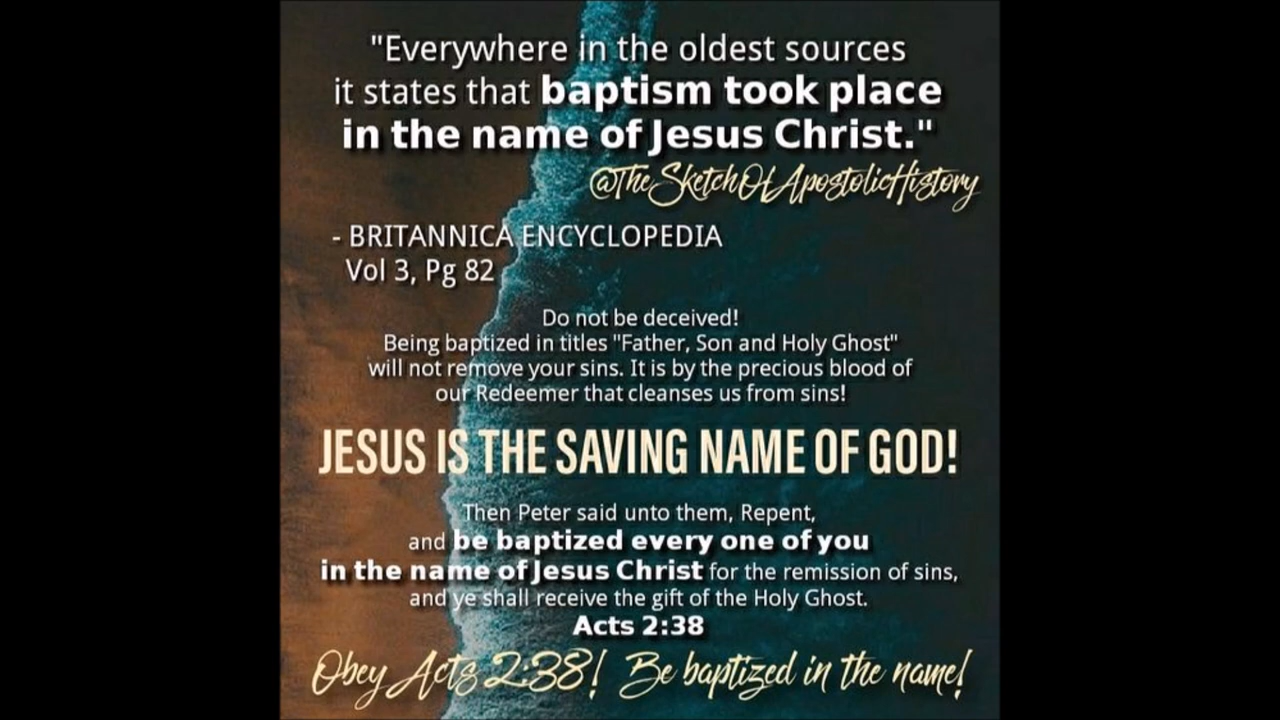 "Everywhere in the oldest sources
it states that baptism took place
in the name of Jesus Christ."
@TheSketchOfApostolicHistory
- BRITANNICA ENCYCLOPEDIA
Vol 3, Pg 82
Do not be deceived!
Being baptized in titles "Father, Son and Holy Ghost"
will not remove your sins. It is by the precious blood of
our Redeemer that cleanses us from sins!
JESUS IS THE SAVING NAME OF GOD!
Then Peter said unto them, Repent,
and be baptized every one of you
in the name of Jesus Christ for the remission of sins,
and ye shall receive the gift of the Holy Ghost.
Acts 2:38
Obey Acts 2:38! Be baptized in the name!